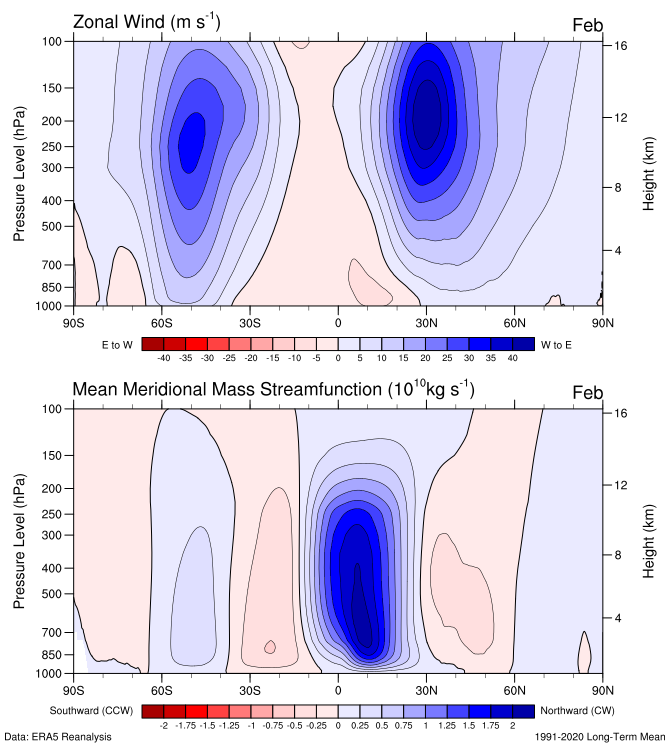 Zonal Wind (m s⁻¹) Feb
Pressure Level (hPa)
100
150
200
250
300
400
500
700
850
1000
16
12
8
4
Height (km)
90S 60S 30S 0 30N 60N 90N
E to W W to E
-40 -35 -30 -25 -20 -15 -10 -5 0 5 10 15 20 25 30 35 40
Mean Meridional Mass Streamfunction (10¹⁰kg s⁻¹) Feb
Pressure Level (hPa)
100
150
200
250
300
400
500
700
850
1000
16
12
8
4
Height (km)
90S 60S 30S 0 30N 60N 90N
Southward (CCW) Northward (CW)
-2 -1.75 -1.5 -1.25 -1 -0.75 -0.5 -0.25 0 0.25 0.5 0.75 1 1.25 1.5 1.75 2
Data: ERA5 Reanalysis 1991-2020 Long-Term Mean